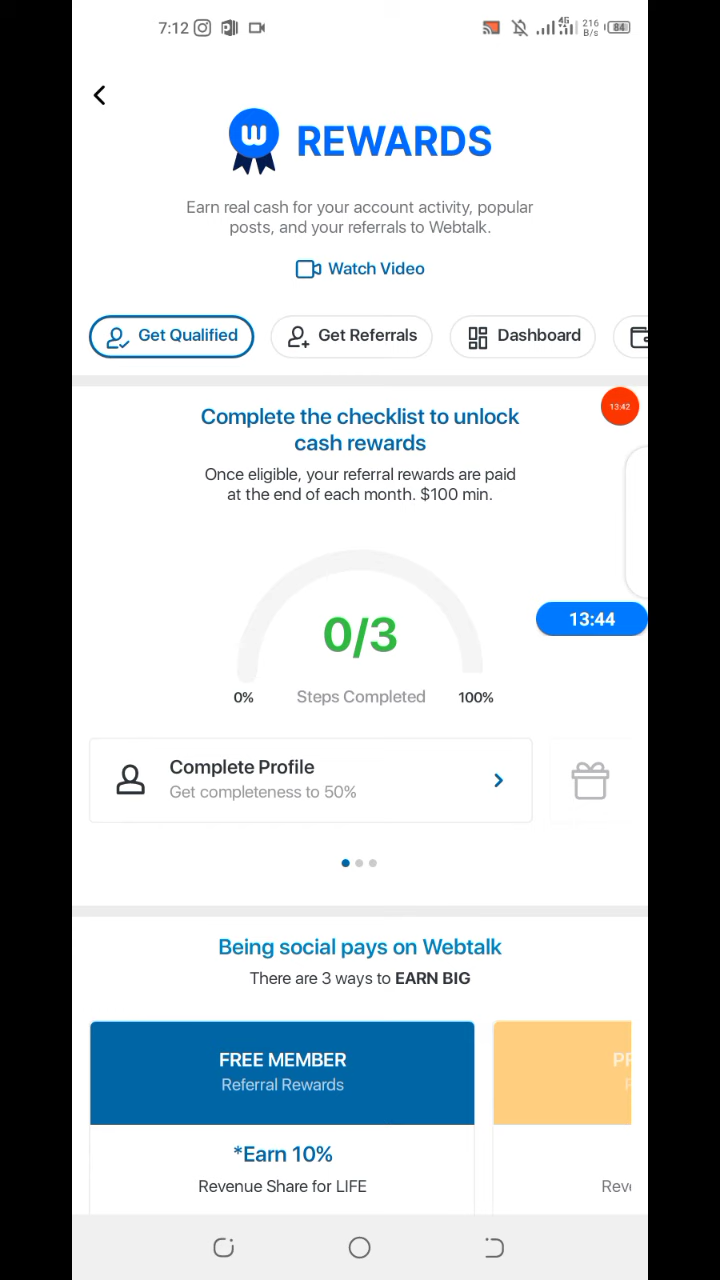 7:12
4G
216
B/s
84
W REWARDS
Earn real cash for your account activity, popular
posts, and your referrals to Webtalk.
Watch Video
Get Qualified Get Referrals Dashboard
Complete the checklist to unlock
cash rewards
13:42
Once eligible, your referral rewards are paid
at the end of each month. $100 min.
0/3
13:44
0% Steps Completed 100%
Complete Profile
Get completeness to 50%
Being social pays on Webtalk
There are 3 ways to EARN BIG
FREE MEMBER
Referral Rewards
*Earn 10%
Revenue Share for LIFE